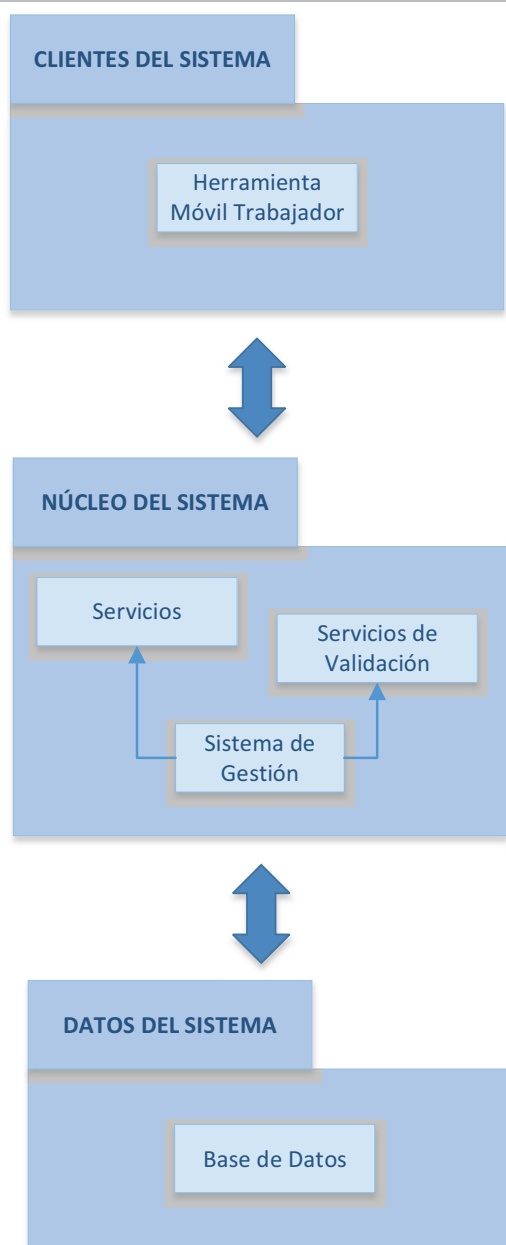 CLIENTES DEL SISTEMA
Herramienta
Móvil Trabajador
NÚCLEO DEL SISTEMA
Servicios
Servicios de
Validación
Sistema de
Gestión
DATOS DEL SISTEMA
Base de Datos